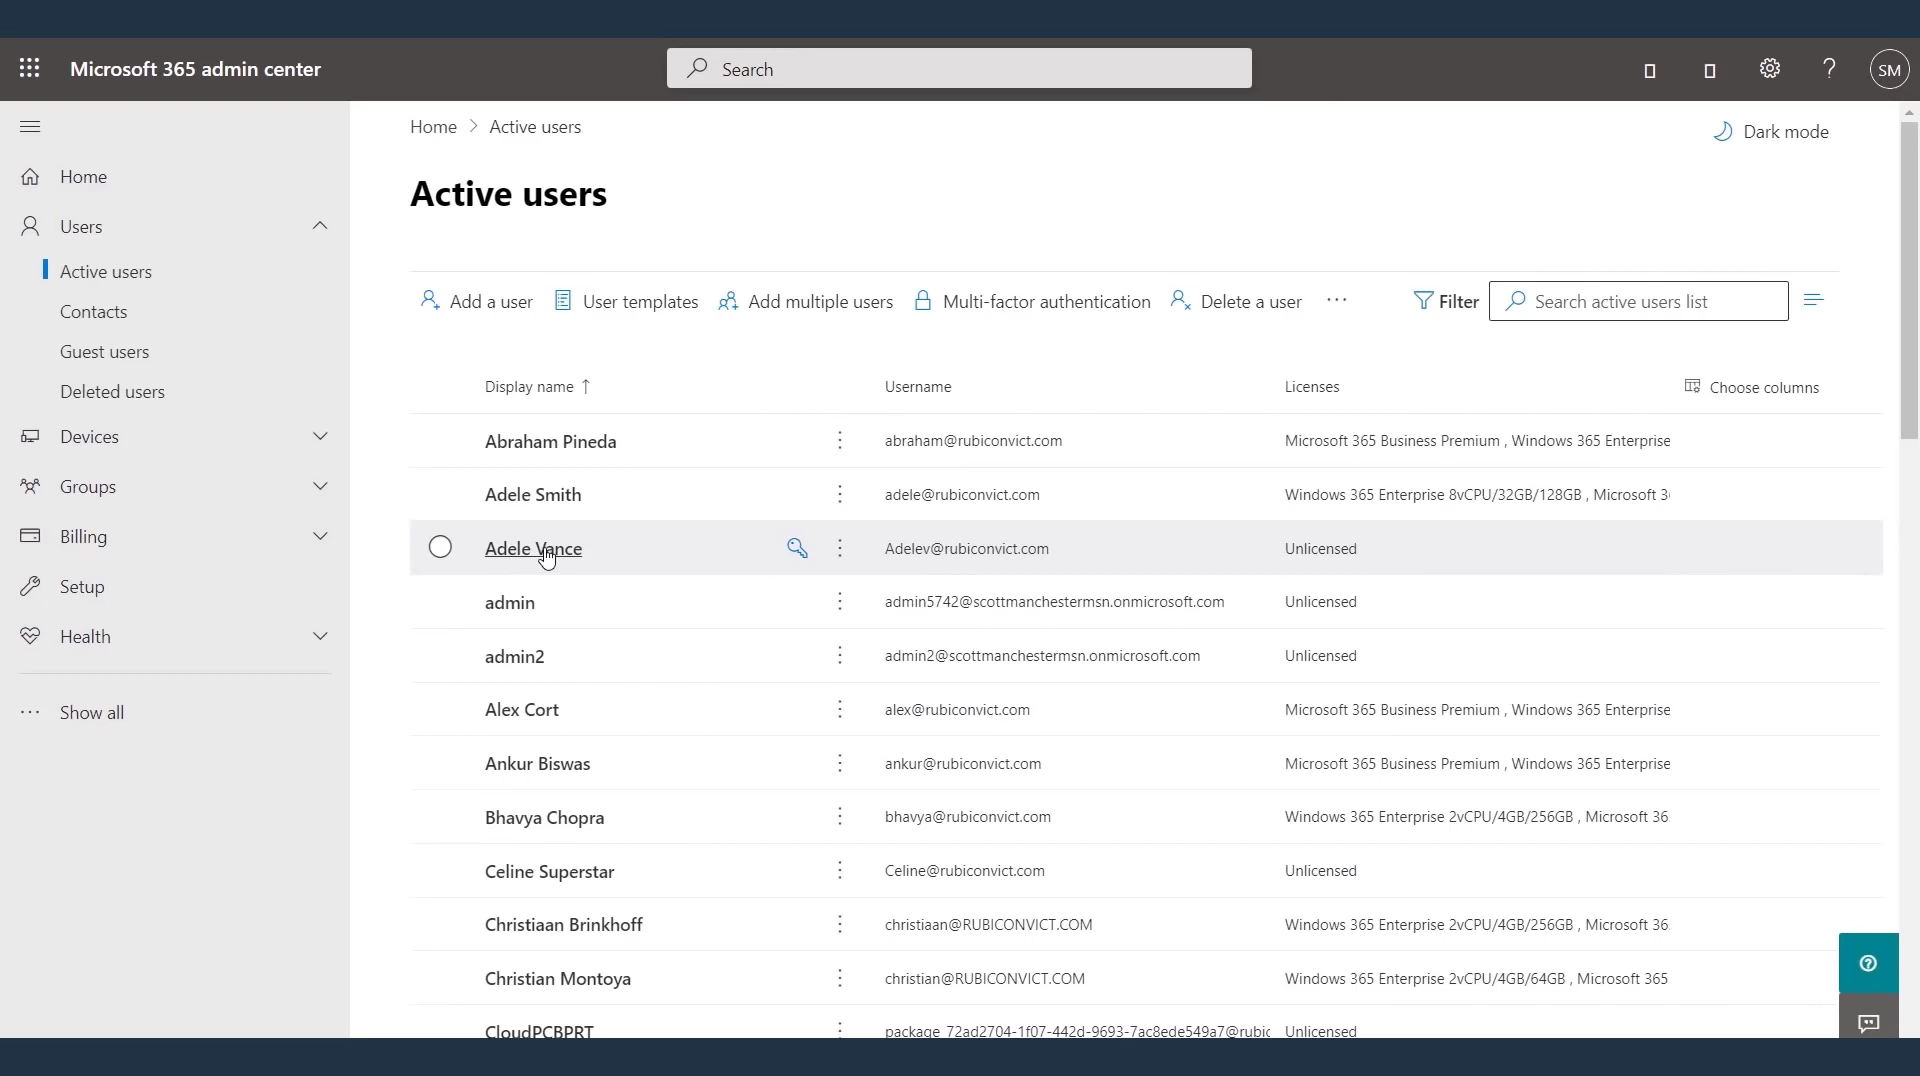 Microsoft 365 admin center
Search
SM
Home
Users
Active users
Contacts
Guest users
Deleted users
Devices
Groups
Billing
Setup
Health
Show all
Home > Active users
Dark mode
Active users
Add a user User templates Add multiple users Multi-factor authentication Delete a user ··· Filter Search active users list
Display name ↑ Username Licenses Choose columns
Abraham Pineda abraham@rubiconvict.com Microsoft 365 Business Premium , Windows 365 Enterprise
Adele Smith adele@rubiconvict.com Windows 365 Enterprise 8vCPU/32GB/128GB , Microsoft 3
Adele Vance Adelev@rubiconvict.com Unlicensed
admin admin5742@scottmanchestermsn.onmicrosoft.com Unlicensed
admin2 admin2@scottmanchestermsn.onmicrosoft.com Unlicensed
Alex Cort alex@rubiconvict.com Microsoft 365 Business Premium , Windows 365 Enterprise
Ankur Biswas ankur@rubiconvict.com Microsoft 365 Business Premium , Windows 365 Enterprise
Bhavya Chopra bhavya@rubiconvict.com Windows 365 Enterprise 2vCPU/4GB/256GB , Microsoft 36
Celine Superstar Celine@rubiconvict.com Unlicensed
Christiaan Brinkhoff christiaan@RUBICONVICT.COM Windows 365 Enterprise 2vCPU/4GB/256GB , Microsoft 36
Christian Montoya christian@RUBICONVICT.COM Windows 365 Enterprise 2vCPU/4GB/64GB , Microsoft 365
CloudPCBPRT package_72ad2704-1f07-442d-9693-7ac8ede549a7@rubic Unlicensed